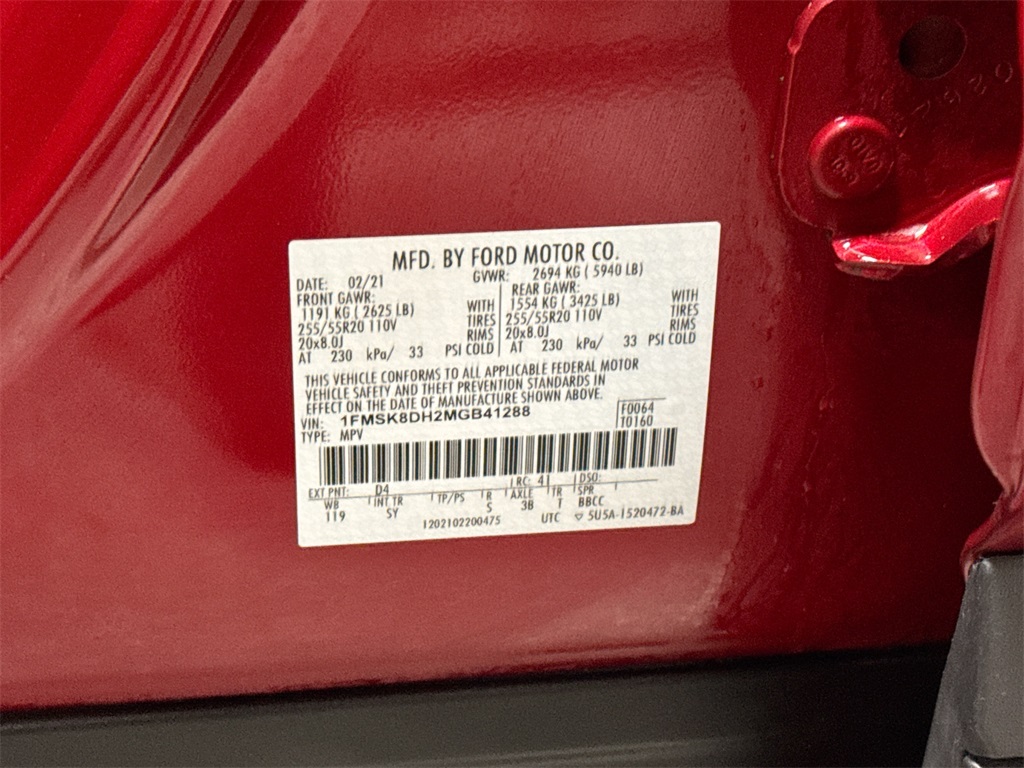 MFD. BY FORD MOTOR CO.
DATE: 02/21 GVWR: 2694 KG ( 5940 LB)
FRONT GAWR: REAR GAWR:
1191 KG ( 2625 LB) WITH 1554 KG ( 3425 LB) WITH
255/55R20 110V TIRES 255/55R20 110V TIRES
20x8.0J RIMS 20x8.0J RIMS
AT 230 kPa/ 33 PSI COLD AT 230 kPa/ 33 PSI COLD
THIS VEHICLE CONFORMS TO ALL APPLICABLE FEDERAL MOTOR
VEHICLE SAFETY AND THEFT PREVENTION STANDARDS IN
EFFECT ON THE DATE OF MANUFACTURE SHOWN ABOVE.
VIN: 1FMSK8DH2MGB41288 F0064
TYPE: MPV T0160
EXT PNT: D4 RC: 41 DSO:
WB INT TR TP/PS R AXLE TR SPR
119 SY S 3B T BBCC
1202102200475 UTC 5U5A-1520472-BA